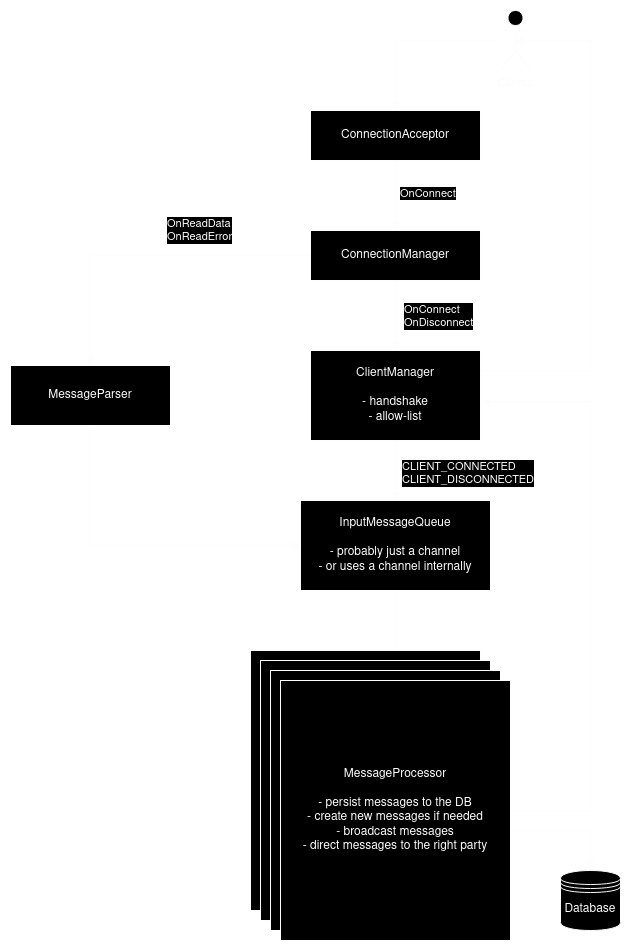 ConnectionAcceptor
OnConnect
OnReadData
OnReadError
ConnectionManager
OnConnect
OnDisconnect
ClientManager
- handshake
- allow-list
MessageParser
CLIENT_CONNECTED
CLIENT_DISCONNECTED
InputMessageQueue
- probably just a channel
- or uses a channel internally
MessageProcessor
- persist messages to the DB
- create new messages if needed
- broadcast messages
- direct messages to the right party
Database